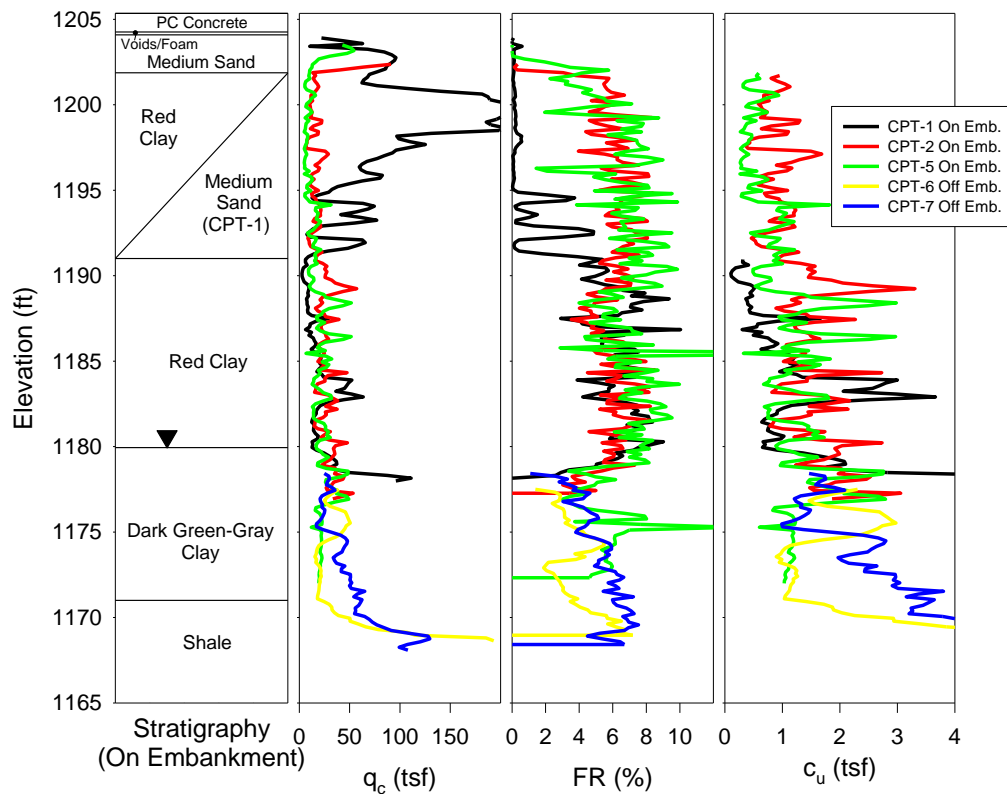 1205
1200
1195
1190
1185
1180
1175
1170
1165
Elevation (ft)
PC Concrete
Voids/Foam
Medium Sand
Red
Clay
Medium
Sand
(CPT-1)
Red Clay
Dark Green-Gray
Clay
Shale
Stratigraphy
(On Embankment)
0 50 100 150
qc (tsf)
0 2 4 6 8 10
FR (%)
0 1 2 3 4
cu (tsf)
CPT-1 On Emb.
CPT-2 On Emb.
CPT-5 On Emb.
CPT-6 Off Emb.
CPT-7 Off Emb.